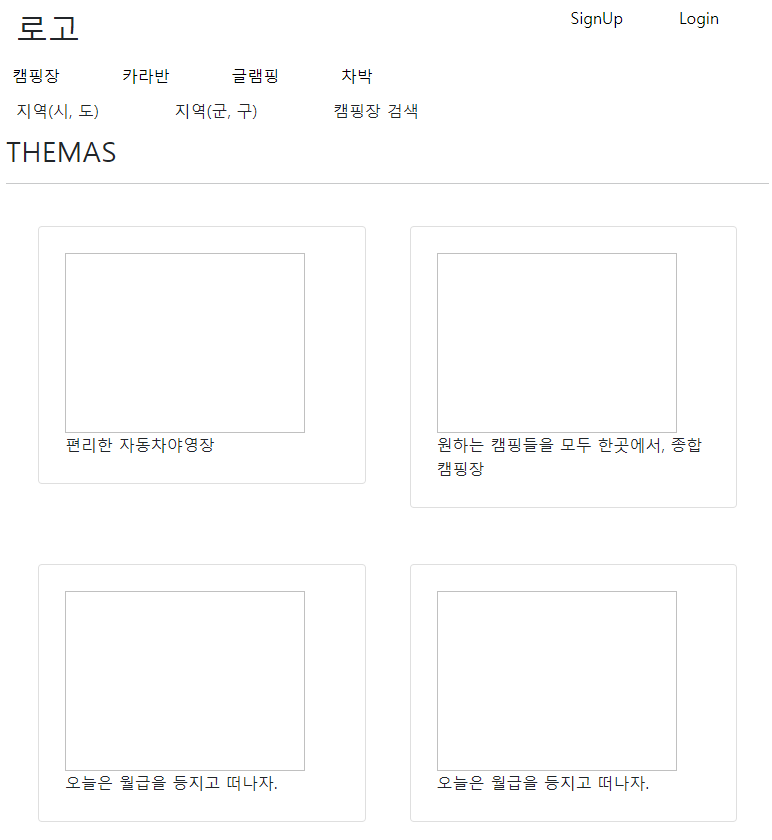 로고
SignUp Login
캠핑장 카라반 글램핑 차박
지역(시, 도) 지역(군, 구) 캠핑장 검색
THEMAS
편리한 자동차야영장
원하는 캠핑들을 모두 한곳에서, 종합
캠핑장
오늘은 월급을 등지고 떠나자.
오늘은 월급을 등지고 떠나자.